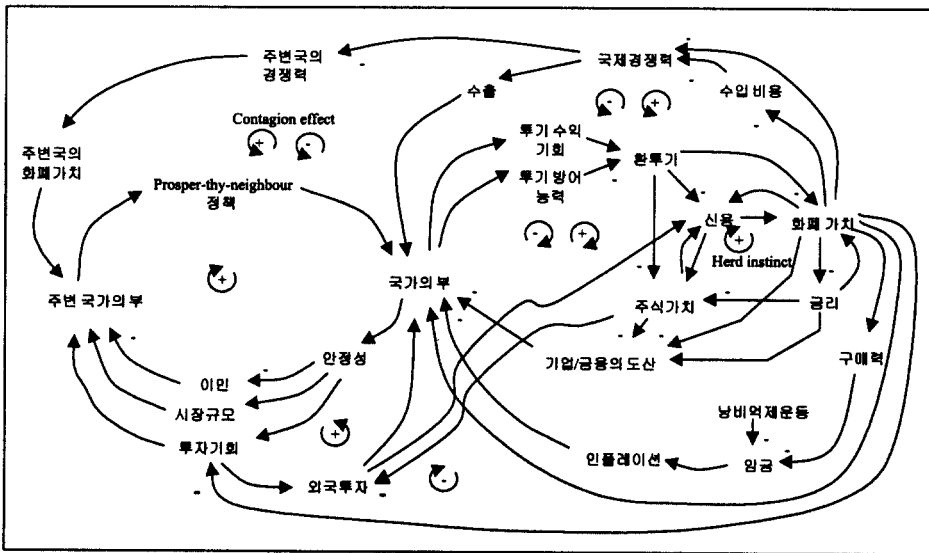 주변국의
경쟁력
국제경쟁력
수출
수입 비용
Contagion effect
투기 수익
기회
환투기
주변국의
화폐가치
Prosper-thy-neighbour
정책
투기 방어
능력
신용
화폐 가치
Herd instinct
국가의 부
주변 국가의 부
주식가치
금리
안정성
기업/금융의 도산
구매력
이민
시장규모
낭비억제운동
투자기회
인플레이션
임금
외국투자